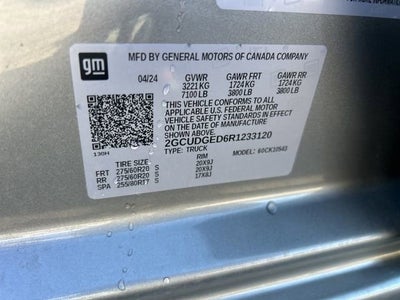 gm
MFD BY GENERAL MOTORS OF CANADA COMPANY
04/24 GVWR GAWR FRT GAWR RR
3221 KG 1724 KG 1724 KG
7100 LB 3800 LB 3800 LB
THIS VEHICLE CONFORMS TO ALL
APPLICABLE U.S. FEDERAL MOTOR
VEHICLE SAFETY STANDARDS IN
EFFECT ON THE DATE OF MANUFACTURE
SHOWN ABOVE.
2GCUDGED6R1233120
TYPE: TRUCK MODEL: 60CK10543
TIRE SIZE RIM
FRT 275/60R20 S 20X9J
RR 275/60R20 S 20X9J
SPA 255/80R17 S 17X8J